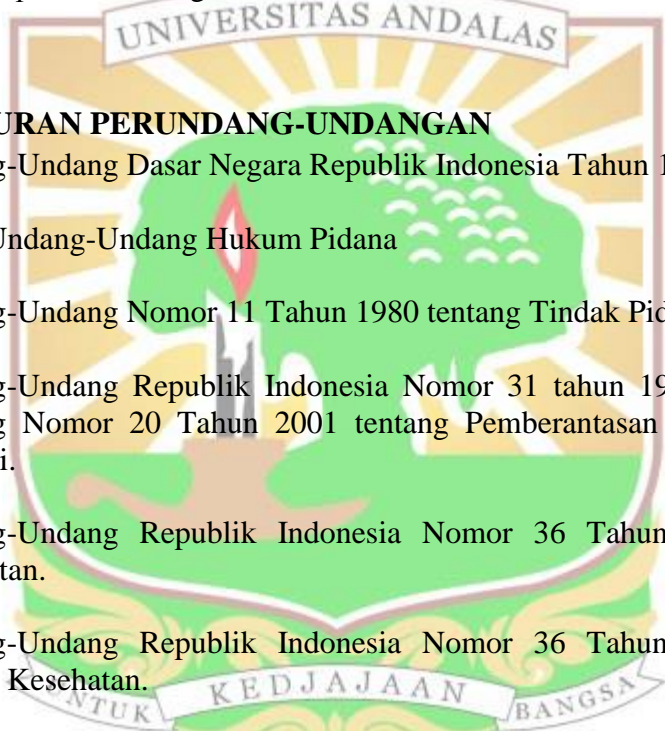 UNIVERSITAS ANDALAS
URAN PERUNDANG-UNDANGAN
g-Undang Dasar Negara Republik Indonesia Tahun 1
Undang-Undang Hukum Pidana
g-Undang Nomor 11 Tahun 1980 tentang Tindak Pid
g-Undang Republik Indonesia Nomor 31 tahun 19
g Nomor 20 Tahun 2001 tentang Pemberantasan
i.
g-Undang Republik Indonesia Nomor 36 Tahun
tan.
g-Undang Republik Indonesia Nomor 36 Tahun
Kesehatan.
NTUK KEDJAJAAN BANGSA